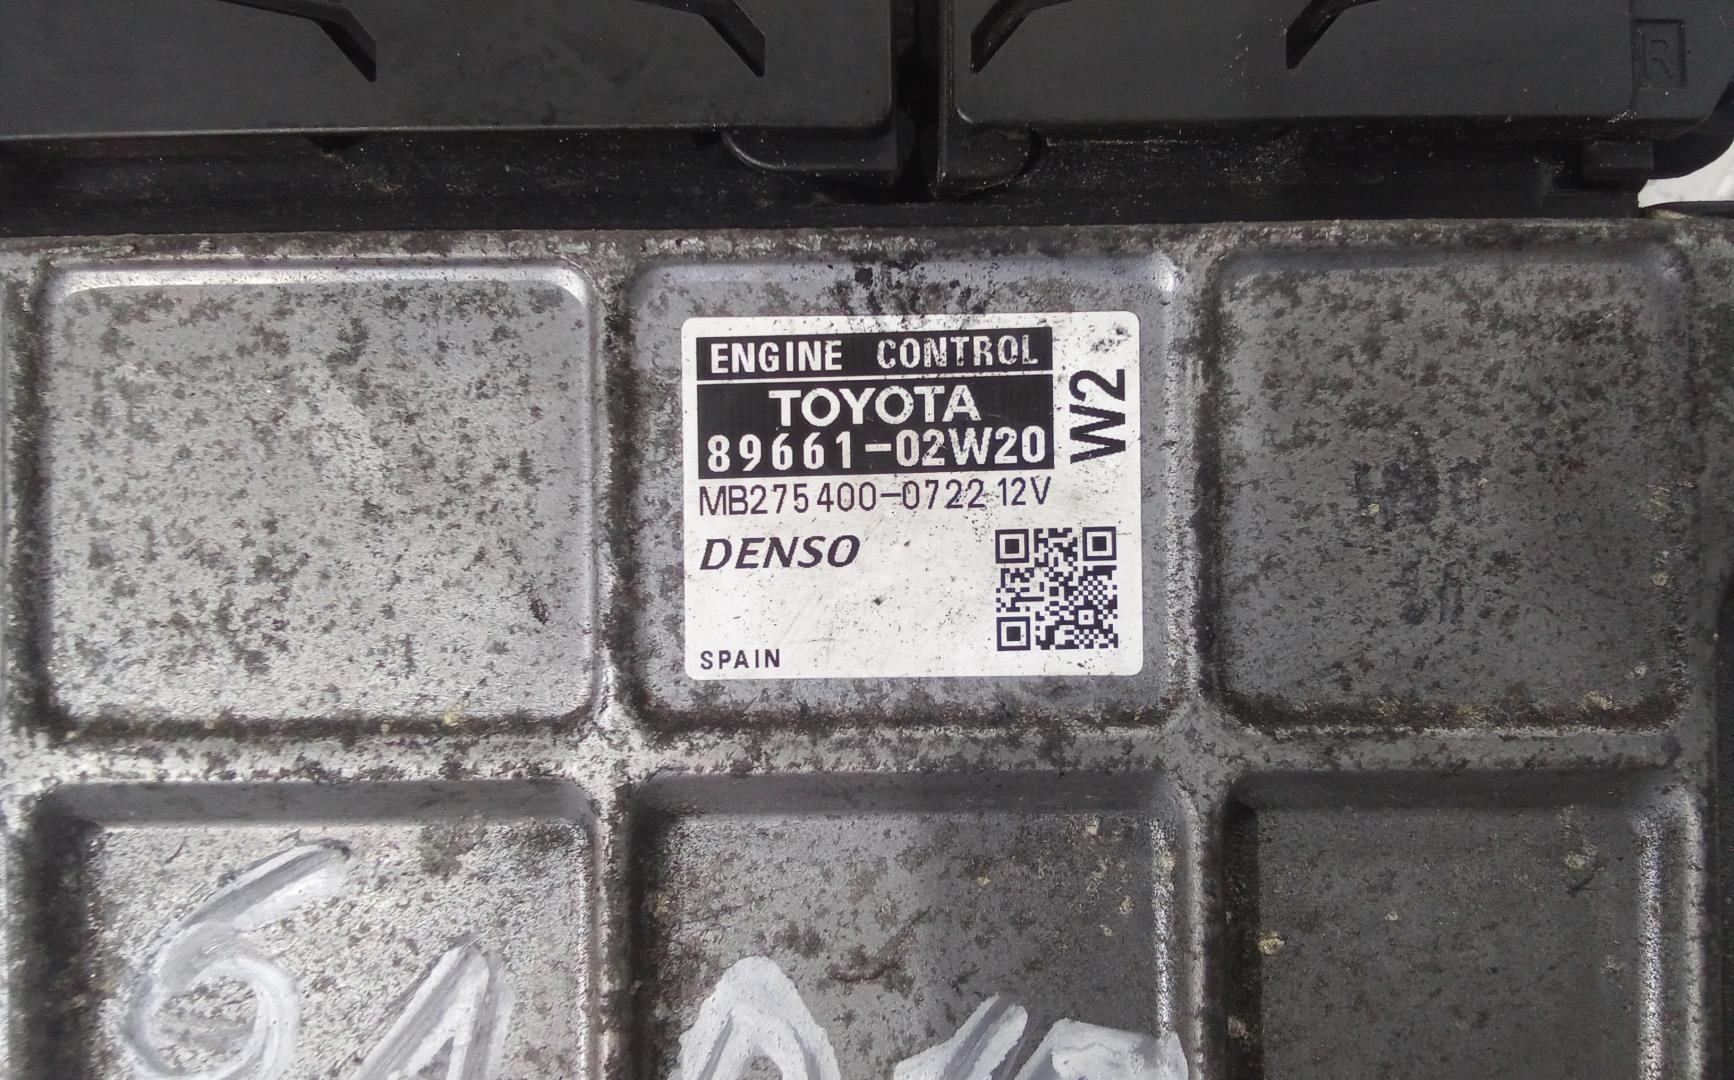 R
ENGINE CONTROL
TOYOTA
89661-02W20
W2
MB275400-0722 12V
DENSO
SPAIN